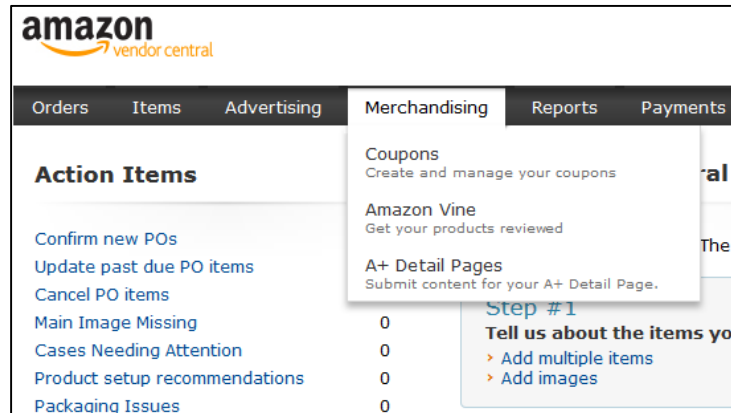 amazon
vendor central
Orders Items Advertising Merchandising Reports Payments
Action Items
Coupons
Create and manage your coupons
Amazon Vine
Get your products reviewed
A+ Detail Pages
Submit content for your A+ Detail Page.
ral
The
Confirm new POs
Update past due PO items
Cancel PO items
Main Image Missing 0
Cases Needing Attention 0
Product setup recommendations 0
Packaging Issues 0
Step #1
Tell us about the items yo
Add multiple items
Add images